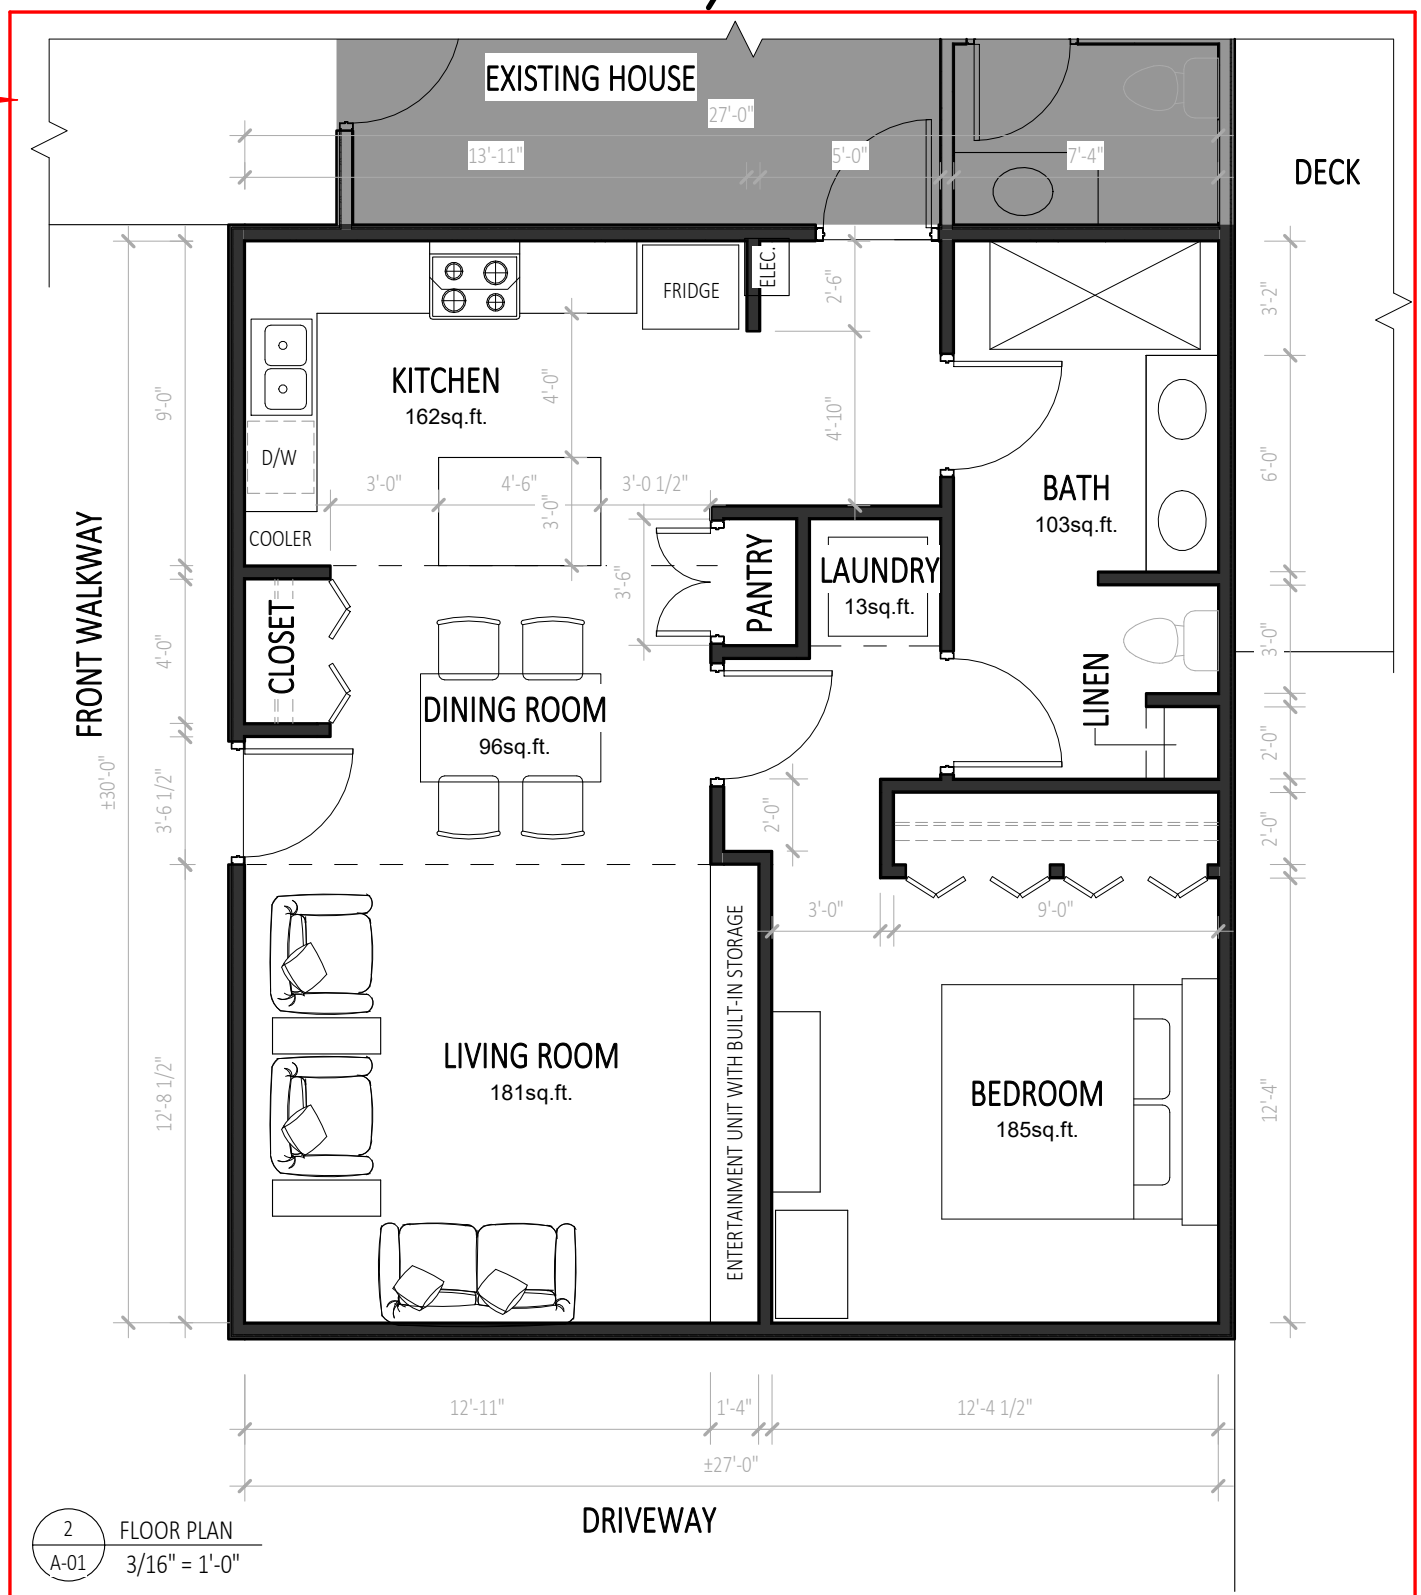 EXISTING HOUSE
27'-0"
13'-11"
5'-0"
7'-4"
DECK
FRIDGE
ELEC.
2'-6"
3'-2"
KITCHEN
162sq.ft.
4'-0"
9'-0"
4'-10"
6'-0"
D/W
3'-0"
4'-6"
3'-0 1/2"
3'-0"
BATH
103sq.ft.
COOLER
FRONT WALKWAY
CLOSET
4'-0"
3'-6"
PANTRY
LAUNDRY
13sq.ft.
3'-0"
LINEN
DINING ROOM
96sq.ft.
±30'-0"
3'-6 1/2"
2'-0"
2'-0"
2'-0"
3'-0"
9'-0"
ENTERTAINMENT UNIT WITH BUILT-IN STORAGE
LIVING ROOM
181sq.ft.
12'-8 1/2"
BEDROOM
185sq.ft.
12'-4"
12'-11"
1'-4"
12'-4 1/2"
±27'-0"
DRIVEWAY
2
A-01
FLOOR PLAN
3/16" = 1'-0"